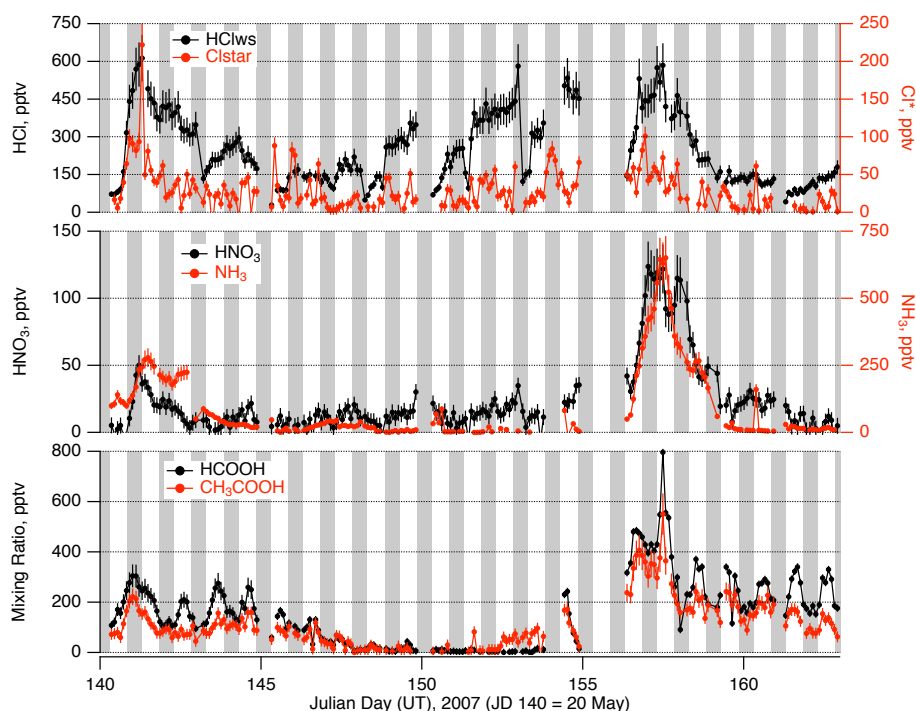 750
600
450
300
150
0
HCl, pptv
HClws
Clstar
250
200
150
100
50
0
Cl*, pptv
150
100
50
0
HNO₃, pptv
HNO₃
NH₃
750
500
250
0
NH₃, pptv
800
600
400
200
0
Mixing Ratio, pptv
HCOOH
CH₃COOH
140
145
150
155
160
Julian Day (UT), 2007 (JD 140 = 20 May)